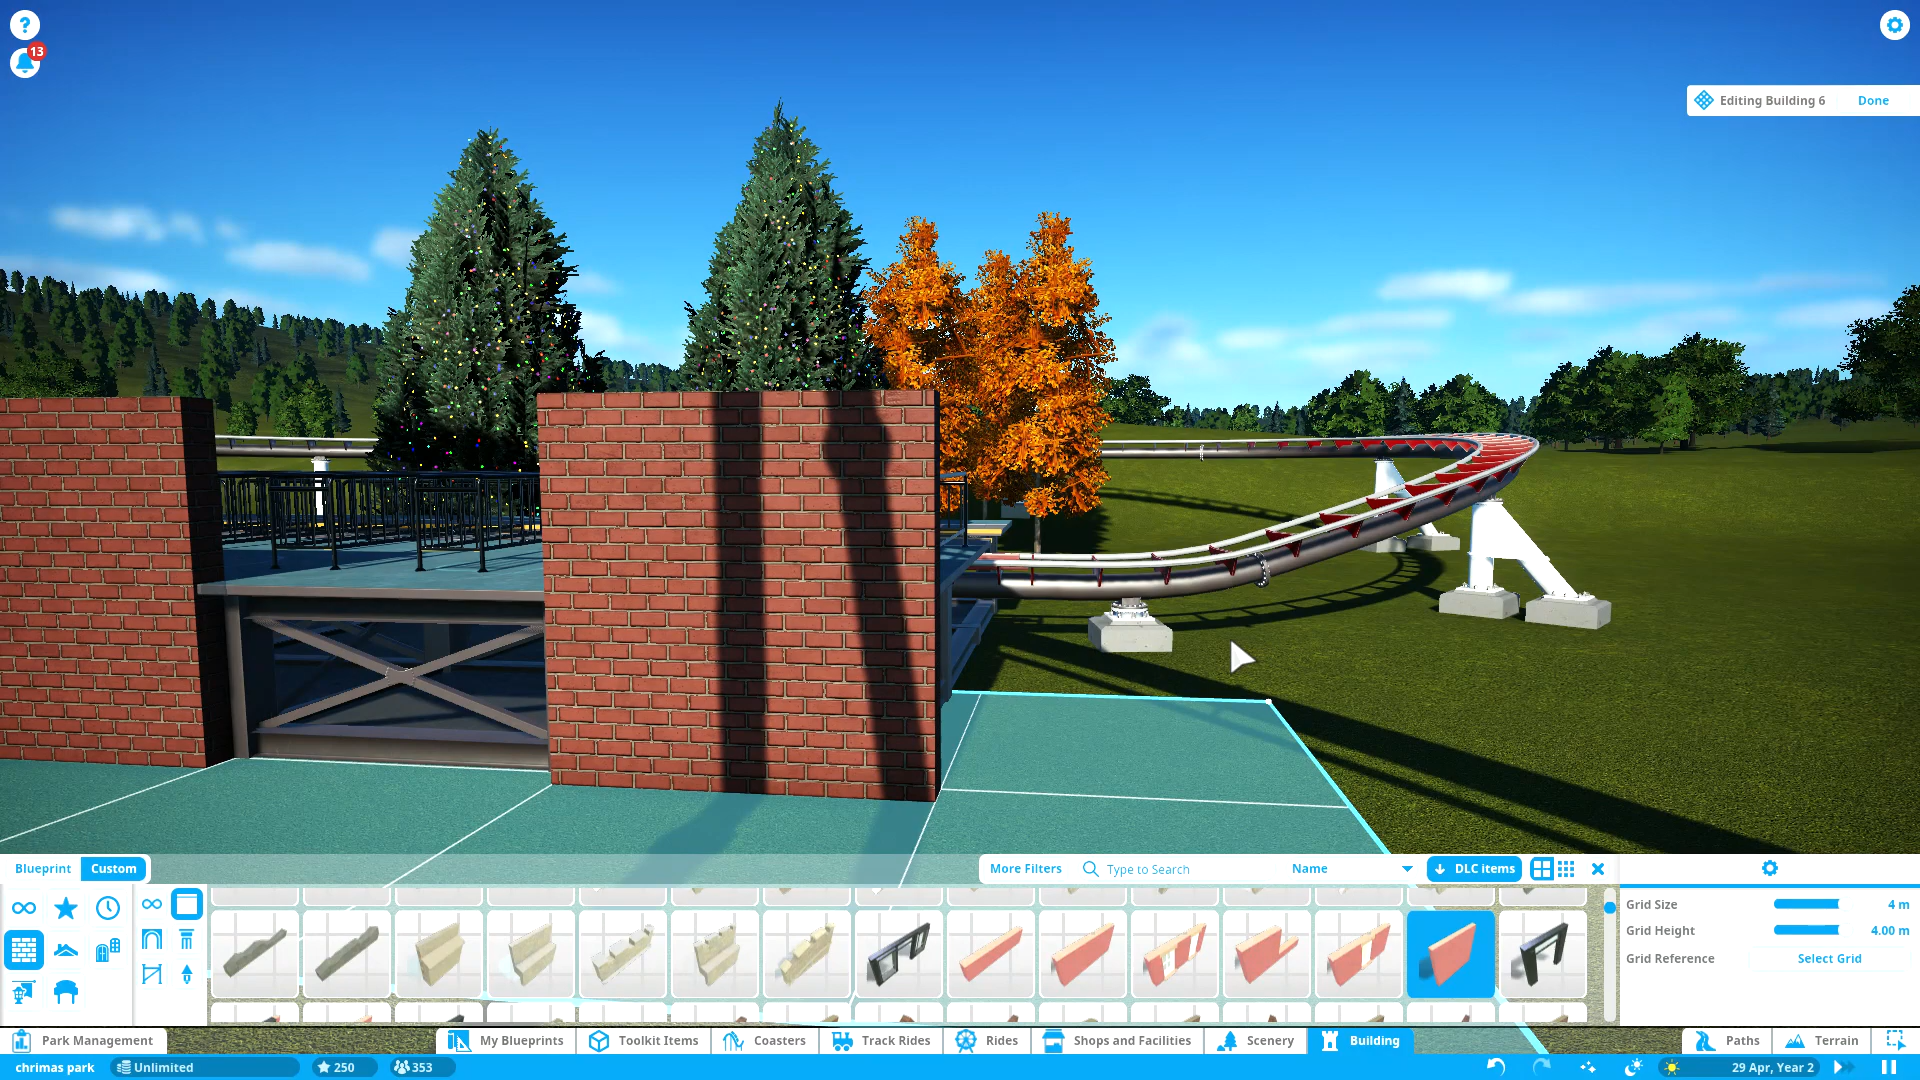 ?
13
Editing Building 6 Done
Blueprint Custom More Filters Type to Search Name DLC items
Grid Size 4 m
Grid Height 4.00 m
Grid Reference Select Grid
Park Management My Blueprints Toolkit Items Coasters Track Rides Rides Shops and Facilities Scenery Building Paths Terrain
chrimas park Unlimited 250 353 29 Apr, Year 2